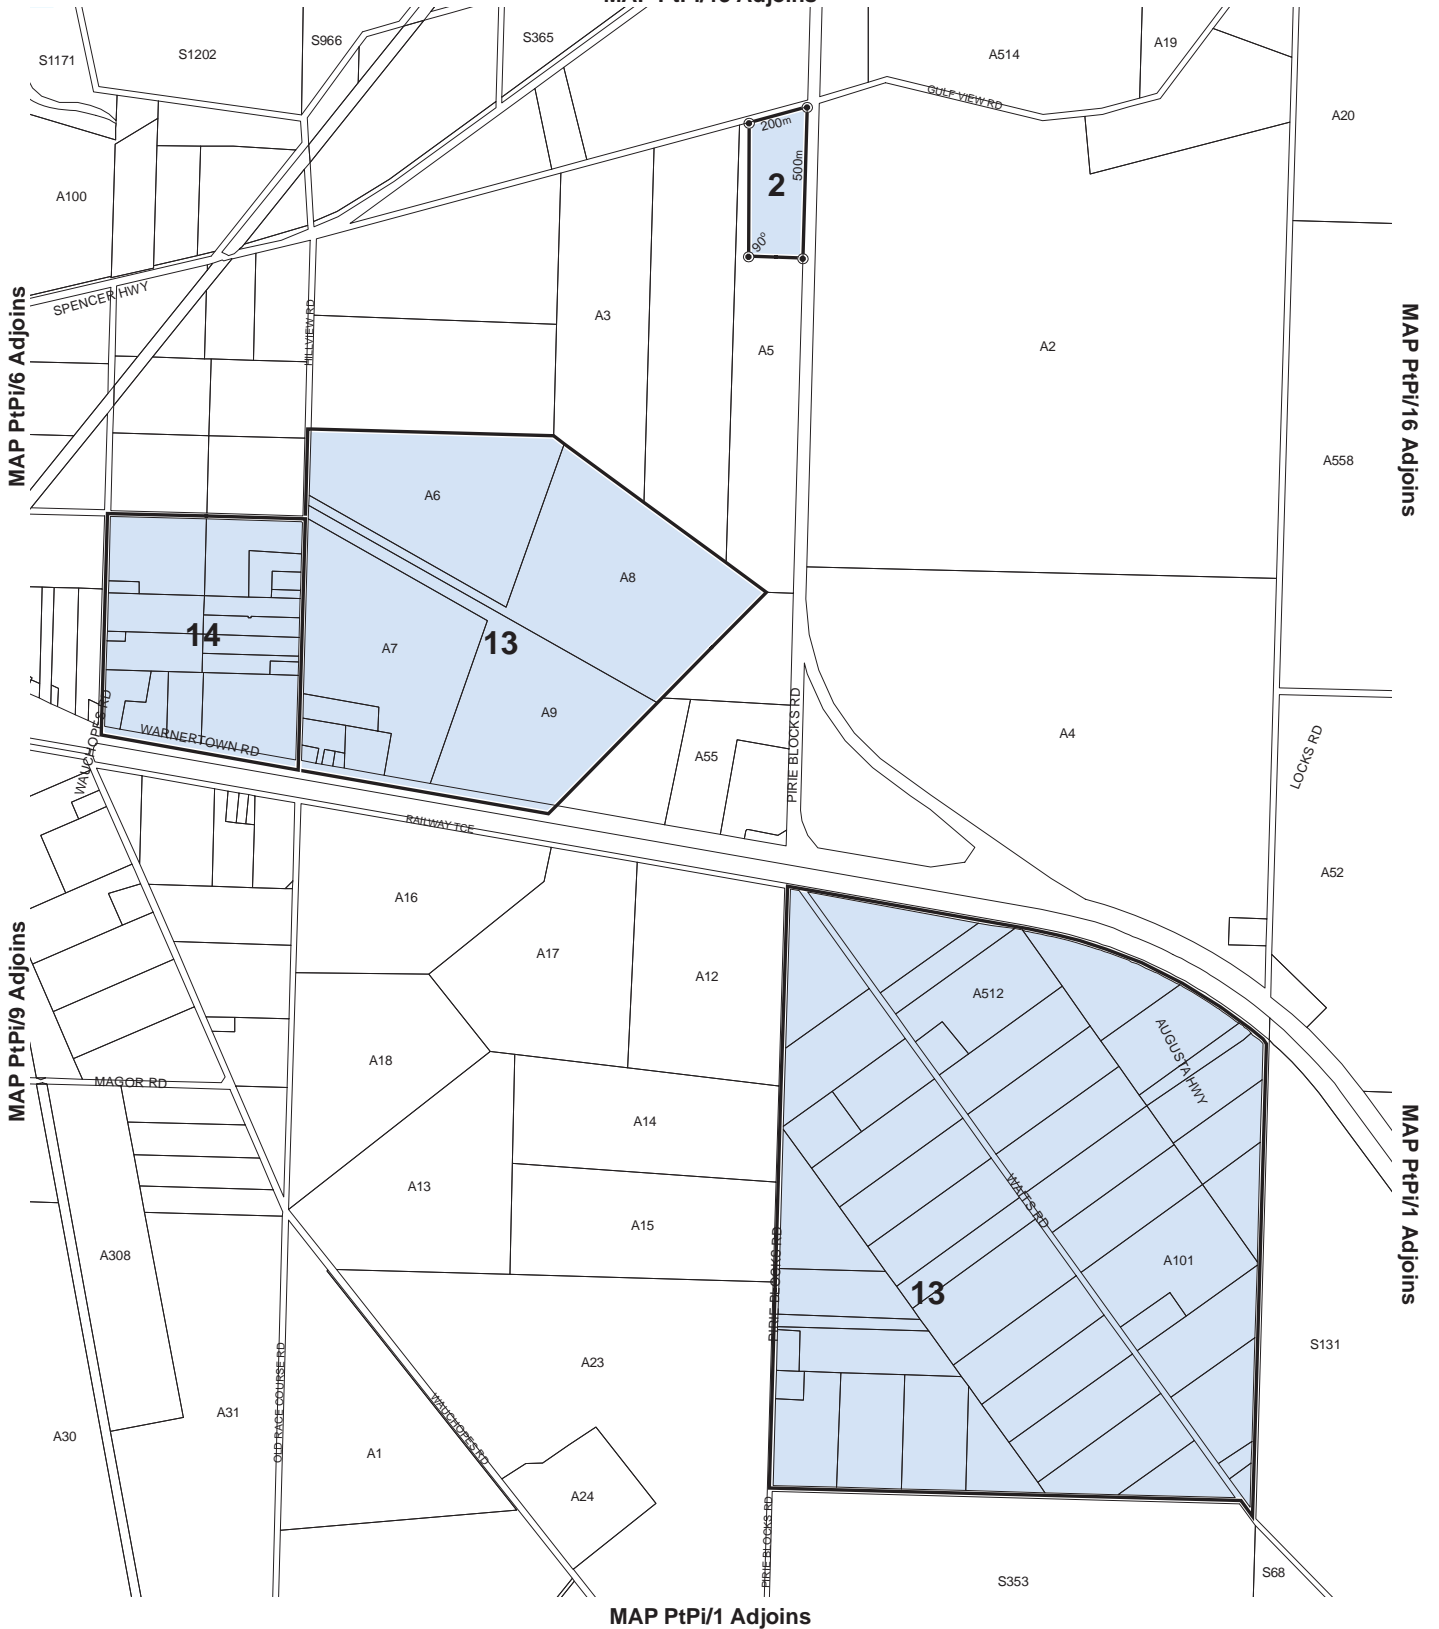 S1171
S1202
S966
S365
A514
A19
GULF VIEW RD
A20
200m
500m
2
90°
A100
SPENCER HWY
HILLVIEW RD
A3
A5
A2
MAP PtPi/6 Adjoins
MAP PtPi/16 Adjoins
A558
A6
A8
14
13
A7
A9
WAUCHOPES RD
WARNERTOWN RD
A55
PIRIE BLOCKS RD
A4
LOCKS RD
RAILWAY TCE
A52
A16
A17
A12
A512
MAP PtPi/9 Adjoins
AUGUSTA HWY
A18
MAGOR RD
A14
A13
A15
WAITS RD
MAP PtPi/1 Adjoins
A308
A101
13
PIRIE BLOCKS RD
S131
A23
OLD RACE COURSE RD
WAUCHOPES RD
A31
A30
A1
A24
PIRIE BLOCKS RD
S353
S68
MAP PtPi/1 Adjoins